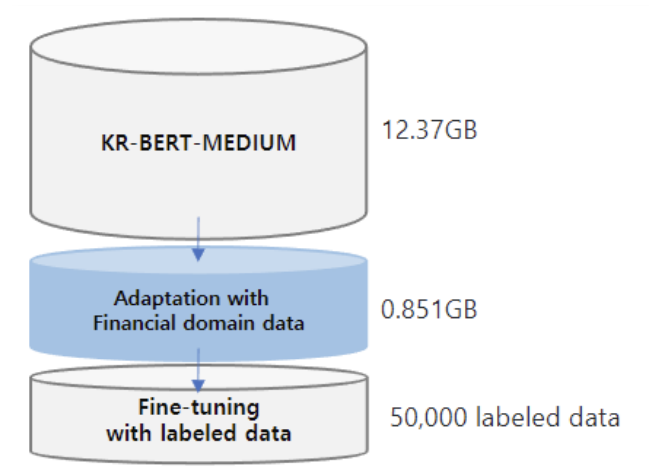 KR-BERT-MEDIUM
12.37GB
Adaptation with
Financial domain data
0.851GB
Fine-tuning
with labeled data
50,000 labeled data